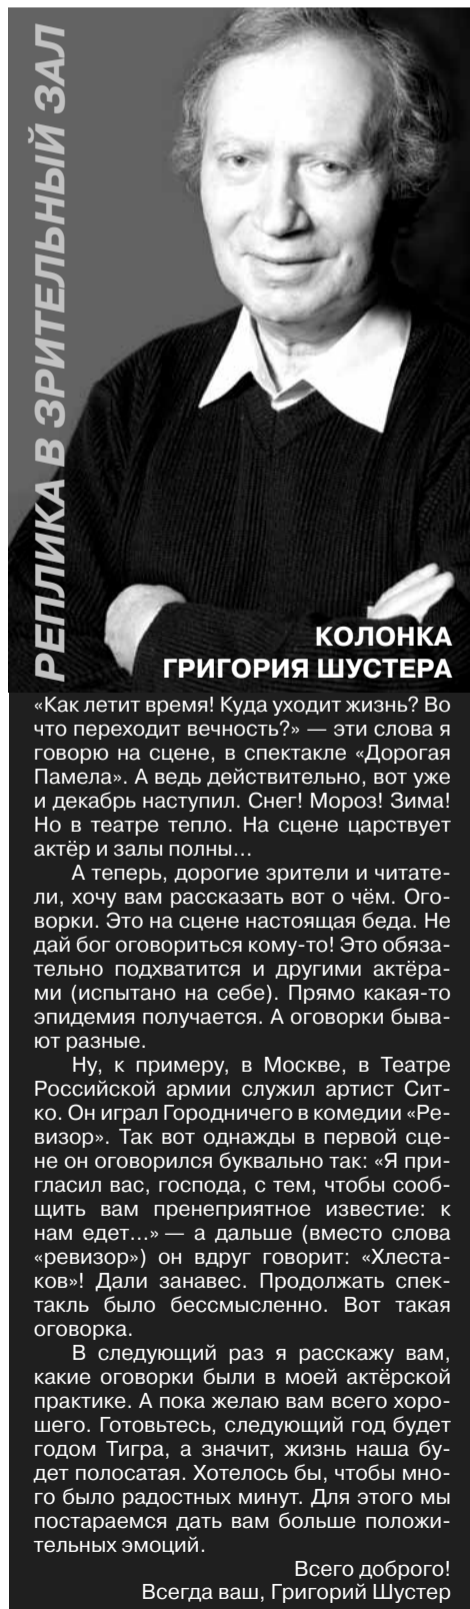 РЕПЛИКА В ЗРИТЕЛЬНЫЙ ЗАЛ
КОЛОНКА
ГРИГОРИЯ ШУСТЕРА
«Как летит время! Куда уходит жизнь? Во
что переходит вечность?» — эти слова я
говорю на сцене, в спектакле «Дорогая
Памела». А ведь действительно, вот уже
и декабрь наступил. Снег! Мороз! Зима!
Но в театре тепло. На сцене царствует
актёр и залы полны...
А теперь, дорогие зрители и читате-
ли, хочу вам рассказать вот о чём. Ого-
ворки. Это на сцене настоящая беда. Не
дай бог оговориться кому-то! Это обяза-
тельно подхватится и другими актёра-
ми (испытано на себе). Прямо какая-то
эпидемия получается. А оговорки быва-
ют разные.
Ну, к примеру, в Москве, в Театре
Российской армии служил артист Сит-
ко. Он играл Городничего в комедии «Ре-
визор». Так вот однажды в первой сце-
не он оговорился буквально так: «Я при-
гласил вас, господа, с тем, чтобы сооб-
щить вам пренеприятное известие: к
нам едет...» — а дальше (вместо слова
«ревизор») он вдруг говорит: «Хлеста-
ков»! Дали занавес. Продолжать спек-
такль было бессмысленно. Вот такая
оговорка.
В следующий раз я расскажу вам,
какие оговорки были в моей актёрской
практике. А пока желаю вам всего хоро-
шего. Готовьтесь, следующий год будет
годом Тигра, а значит, жизнь наша бу-
дет полосатая. Хотелось бы, чтобы мно-
го было радостных минут. Для этого мы
постараемся дать вам больше положи-
тельных эмоций.
Всего доброго!
Всегда ваш, Григорий Шустер